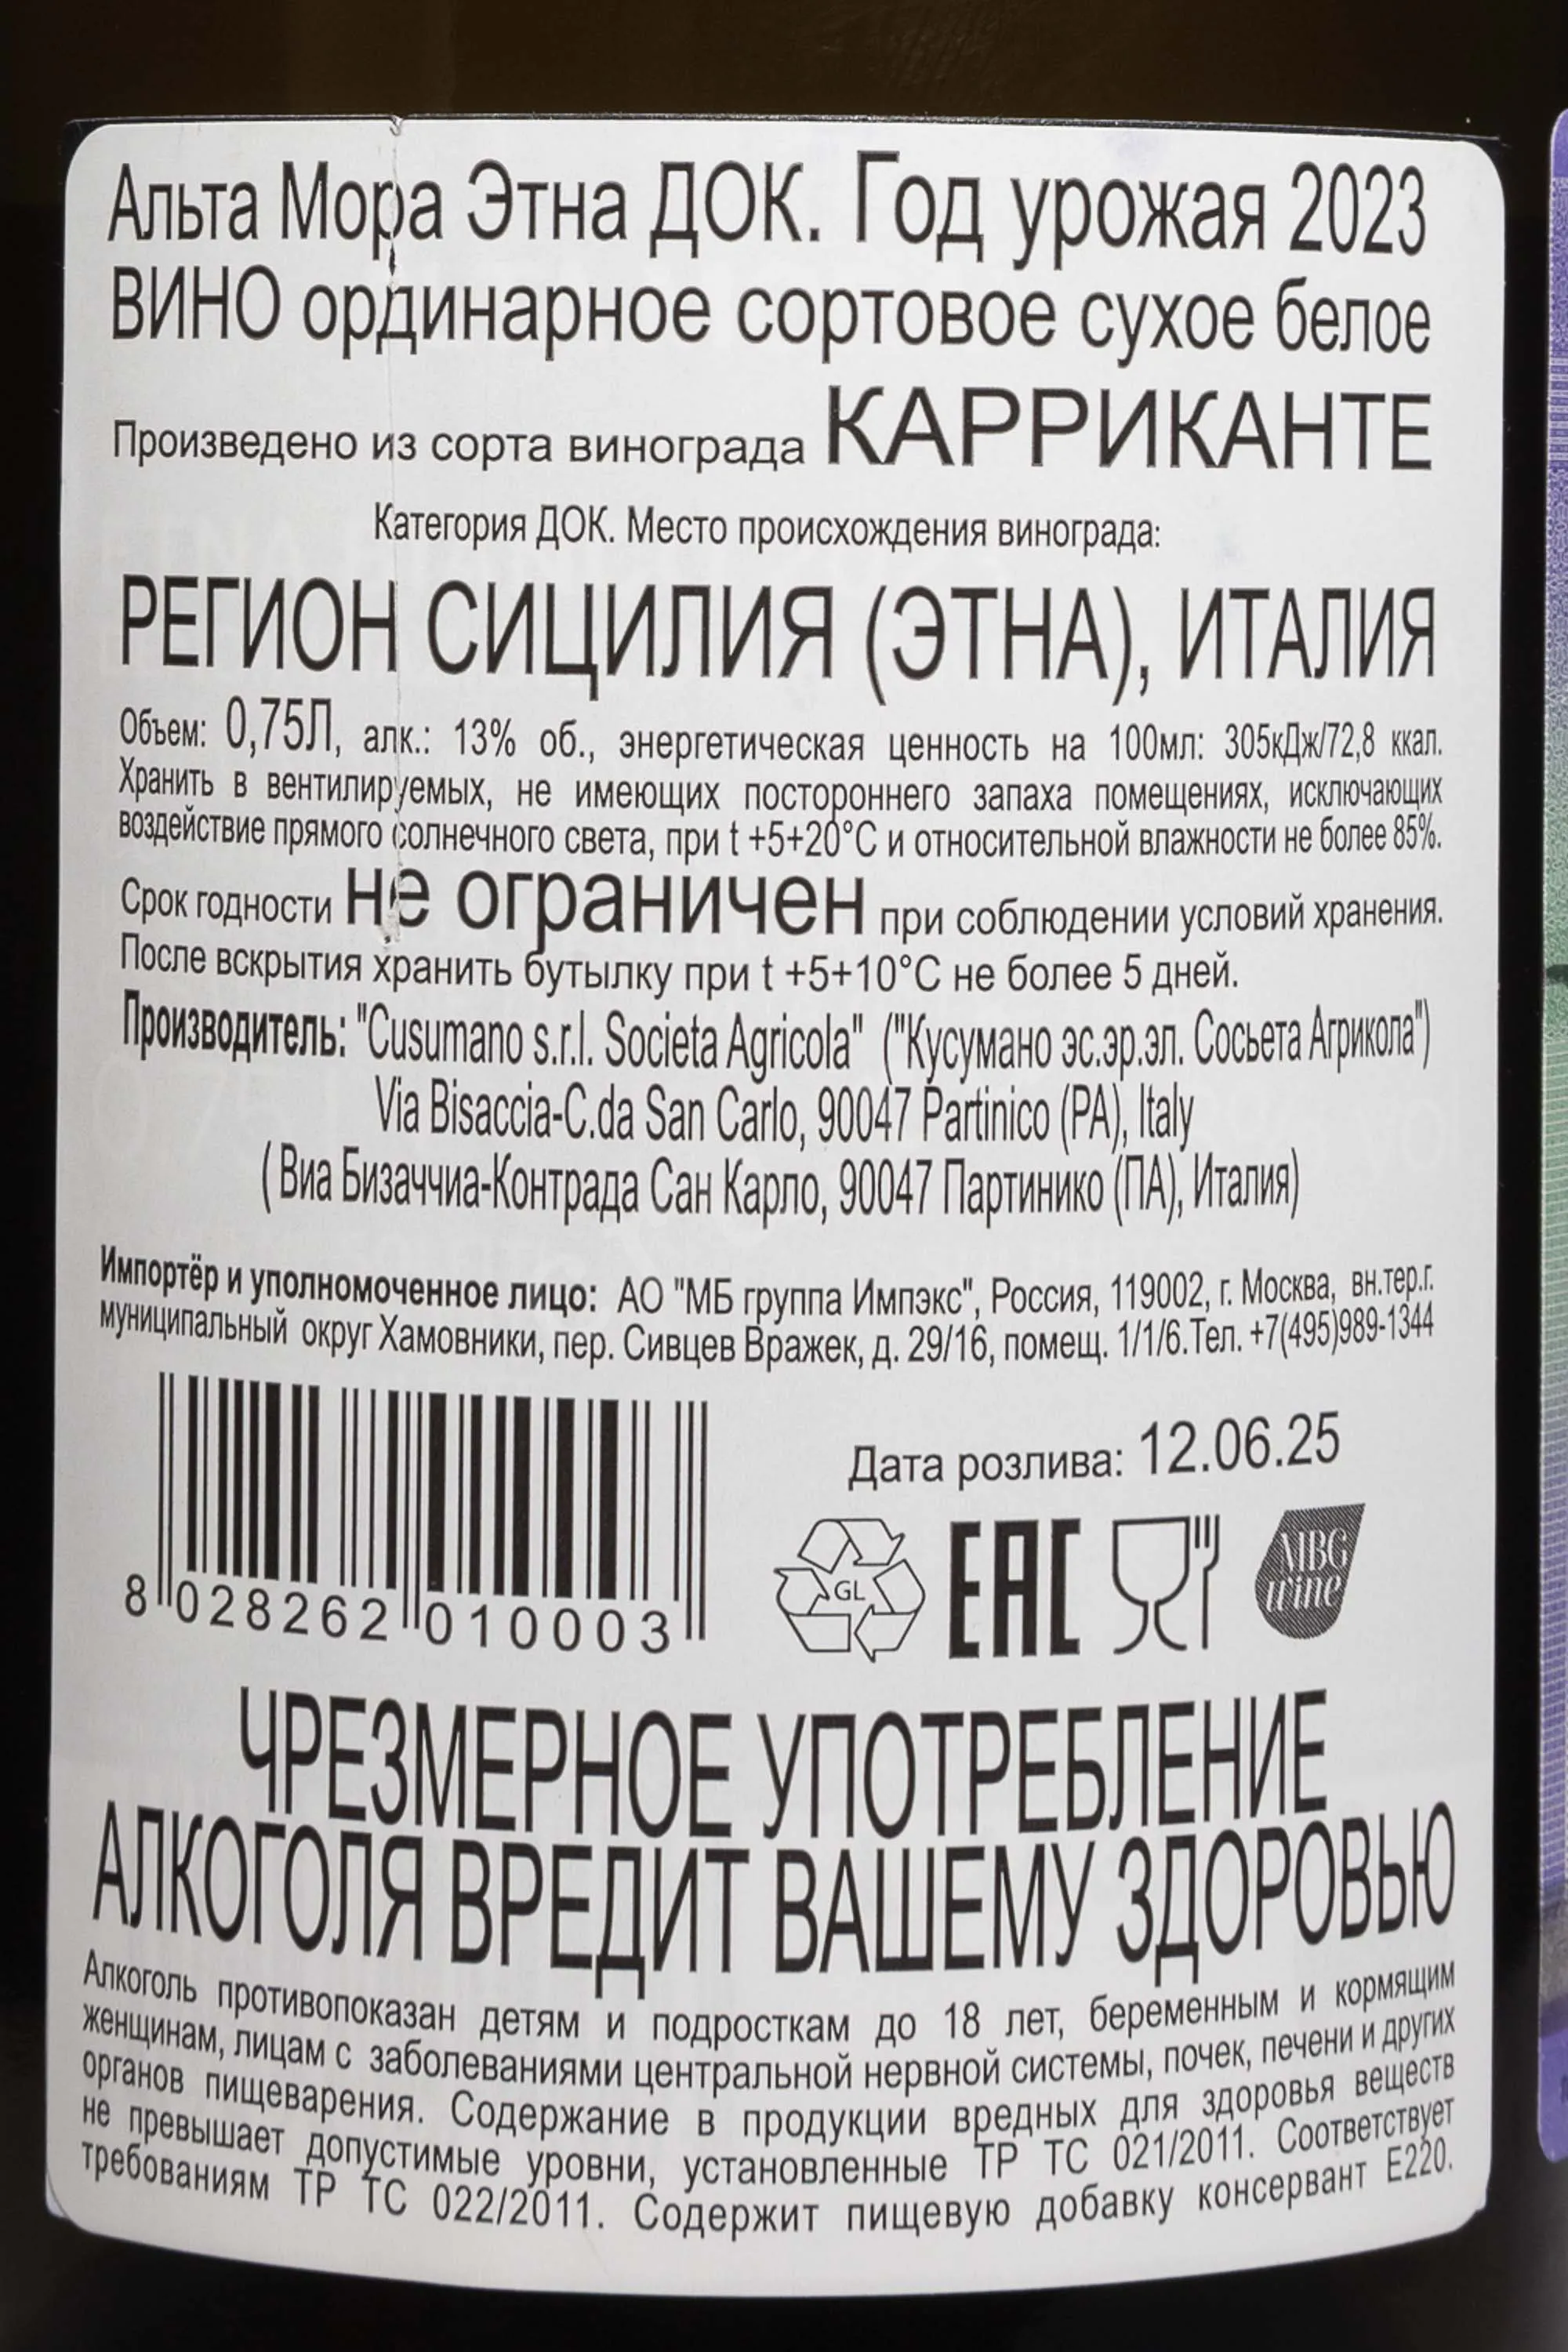 Альта Мора Этна ДОК. Год урожая 2023
ВИНО ординарное сортовое сухое белое
Произведено из сорта винограда КАРРИКАНТЕ
Категория ДОК. Место происхождения винограда:
РЕГИОН СИЦИЛИЯ (ЭТНА), ИТАЛИЯ
Объем: 0,75Л, алк.: 13% об., энергетическая ценность на 100мл: 305кДж/72,8 ккал.
Хранить в вентилируемых, не имеющих постороннего запаха помещениях, исключающих
воздействие прямого солнечного света, при t +5+20°C и относительной влажности не более 85%.
Срок годности не ограничен при соблюдении условий хранения.
После вскрытия хранить бутылку при t +5+10°C не более 5 дней.
Производитель: "Cusumano s.r.l. Societa Agricola" ("Кусумано эс.эр.эл. Сосьета Агрикола")
Via Bisaccia-C.da San Carlo, 90047 Partinico (PA), Italy
( Виа Бизаччиа-Контрада Сан Карло, 90047 Партинико (ПА), Италия)
Импортёр и уполномоченное лицо: АО "МБ группа Импэкс", Россия, 119002, г. Москва, вн.тер.г.
муниципальный округ Хамовники, пер. Сивцев Вражек, д. 29/16, помещ. 1/1/6.Тел. +7(495)989-1344
Дата розлива: 12.06.25
GL EAC MBG
wine
8 028262 010003
ЧРЕЗМЕРНОЕ УПОТРЕБЛЕНИЕ
АЛКОГОЛЯ ВРЕДИТ ВАШЕМУ ЗДОРОВЬЮ
Алкоголь противопоказан детям и подросткам до 18 лет, беременным и кормящим
женщинам, лицам с заболеваниями центральной нервной системы, почек, печени и других
органов пищеварения. Содержание в продукции вредных для здоровья веществ
не превышает допустимые уровни, установленные ТР ТС 021/2011. Соответствует
требованиям ТР ТС 022/2011. Содержит пищевую добавку консервант Е220.